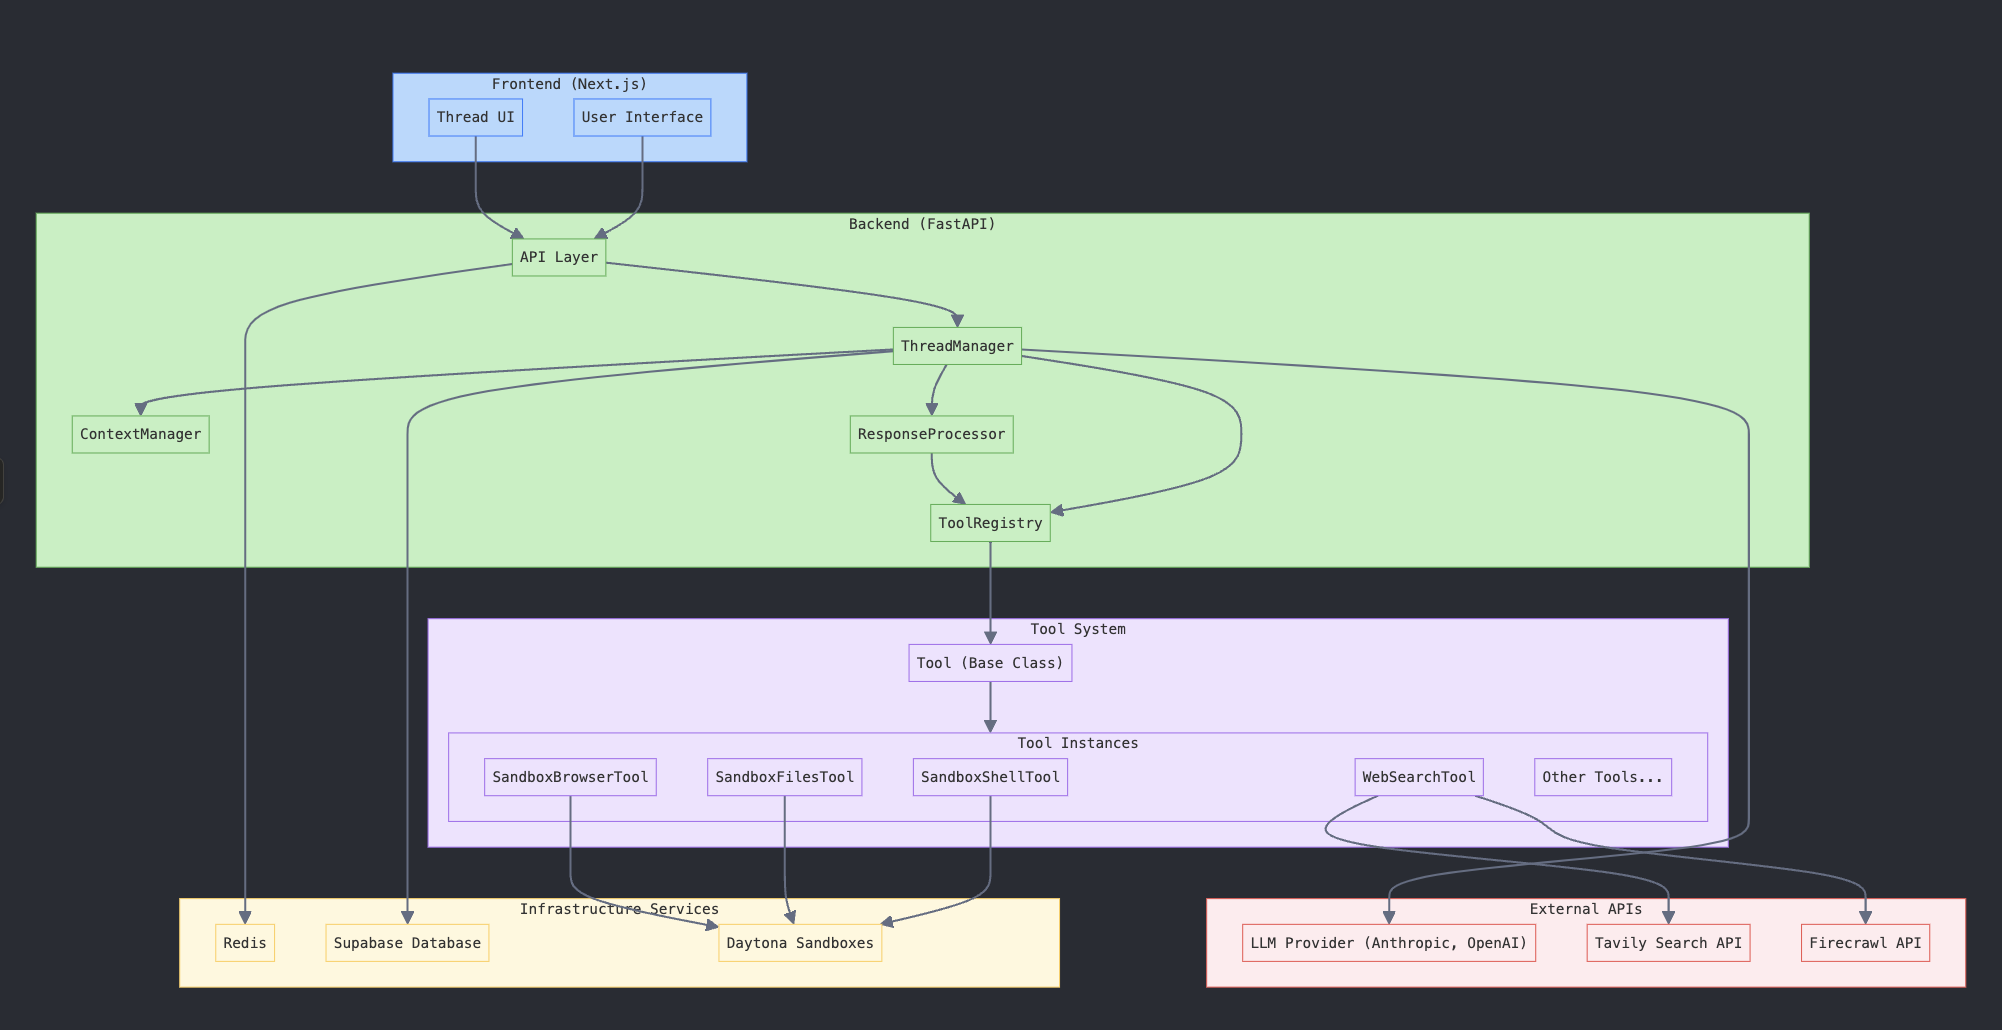 Frontend (Next.js)
Thread UI
User Interface
Backend (FastAPI)
API Layer
ThreadManager
ContextManager
ResponseProcessor
ToolRegistry
Tool System
Tool (Base Class)
Tool Instances
SandboxBrowserTool
SandboxFilesTool
SandboxShellTool
WebSearchTool
Other Tools...
Infrastructure Services
Redis
Supabase Database
Daytona Sandboxes
External APIs
LLM Provider (Anthropic, OpenAI)
Tavily Search API
Firecrawl API